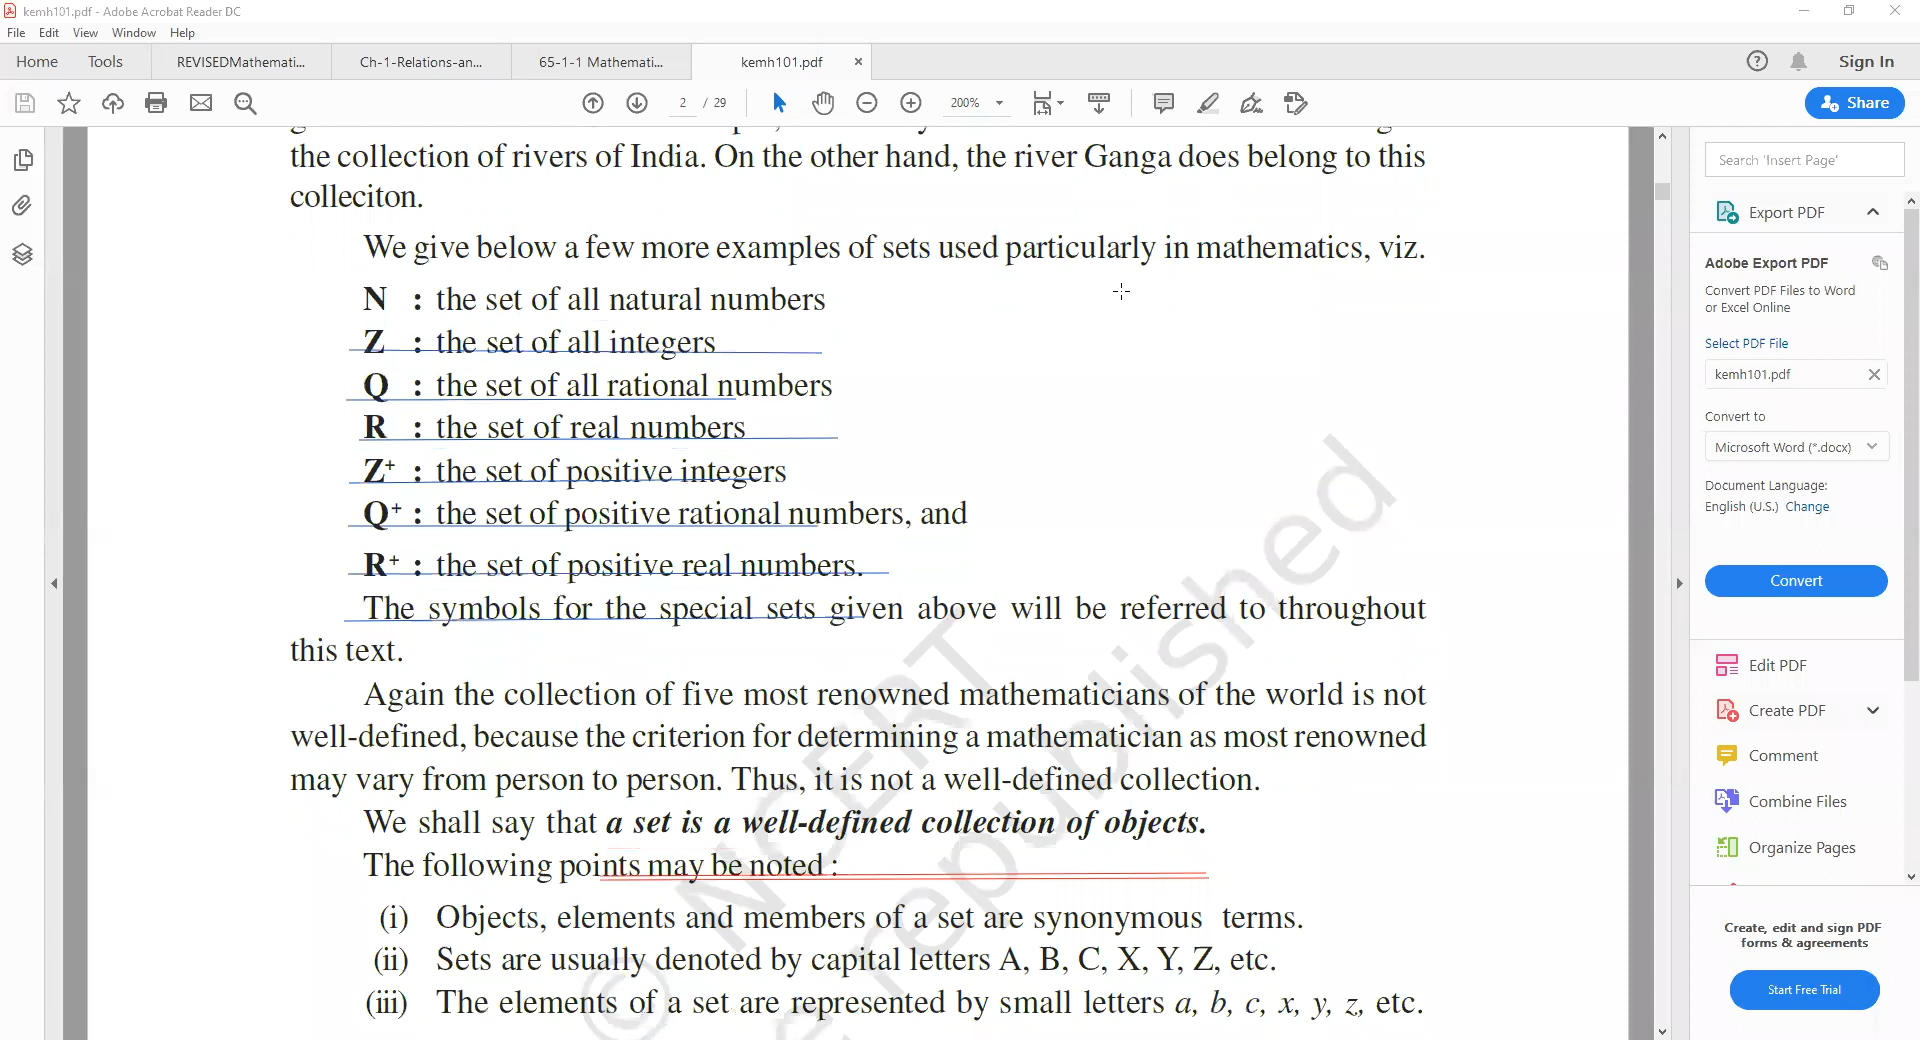 kemh101.pdf - Adobe Acrobat Reader DC
File Edit View Window Help
Home Tools REVISEDMathemati... Ch-1-Relations-an... 65-1-1 Mathemati... kemh101.pdf × Sign In
2 / 29 200% Share
the collection of rivers of India. On the other hand, the river Ganga does belong to this
colleciton.
We give below a few more examples of sets used particularly in mathematics, viz.
N : the set of all natural numbers
Z : the set of all integers
Q : the set of all rational numbers
R : the set of real numbers
Z⁺ : the set of positive integers
Q⁺ : the set of positive rational numbers, and
R⁺ : the set of positive real numbers.
The symbols for the special sets given above will be referred to throughout
this text.
Again the collection of five most renowned mathematicians of the world is not
well-defined, because the criterion for determining a mathematician as most renowned
may vary from person to person. Thus, it is not a well-defined collection.
We shall say that a set is a well-defined collection of objects.
The following points may be noted :
(i) Objects, elements and members of a set are synonymous terms.
(ii) Sets are usually denoted by capital letters A, B, C, X, Y, Z, etc.
(iii) The elements of a set are represented by small letters a, b, c, x, y, z, etc.
© NCERT
republished
Search 'Insert Page'
Export PDF
Adobe Export PDF
Convert PDF Files to Word
or Excel Online
Select PDF File
kemh101.pdf
Convert to
Microsoft Word (*.docx)
Document Language:
English (U.S.) Change
Convert
Edit PDF
Create PDF
Comment
Combine Files
Organize Pages
Create, edit and sign PDF
forms & agreements
Start Free Trial